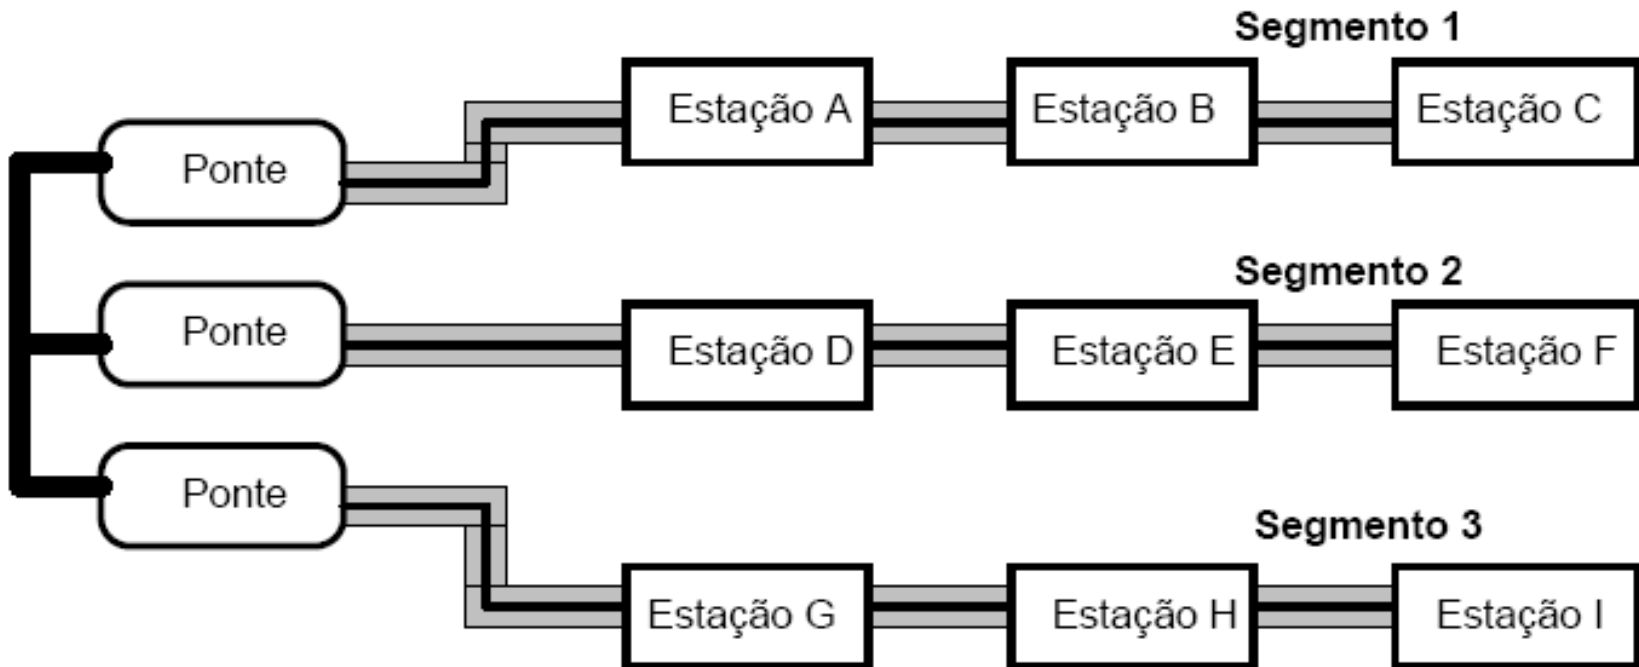 Segmento 1
Estação A
Estação B
Estação C
Ponte
Segmento 2
Ponte
Estação D
Estação E
Estação F
Ponte
Segmento 3
Estação G
Estação H
Estação I